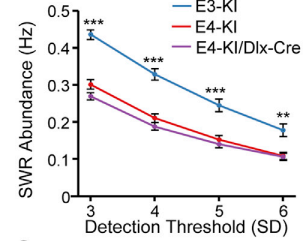 0.5
E3-KI
E4-KI
E4-KI/Dlx-Cre
***
***
***
**
0.4
0.3
0.2
0.1
0
SWR Abundance (Hz)
3
4
5
6
Detection Threshold (SD)